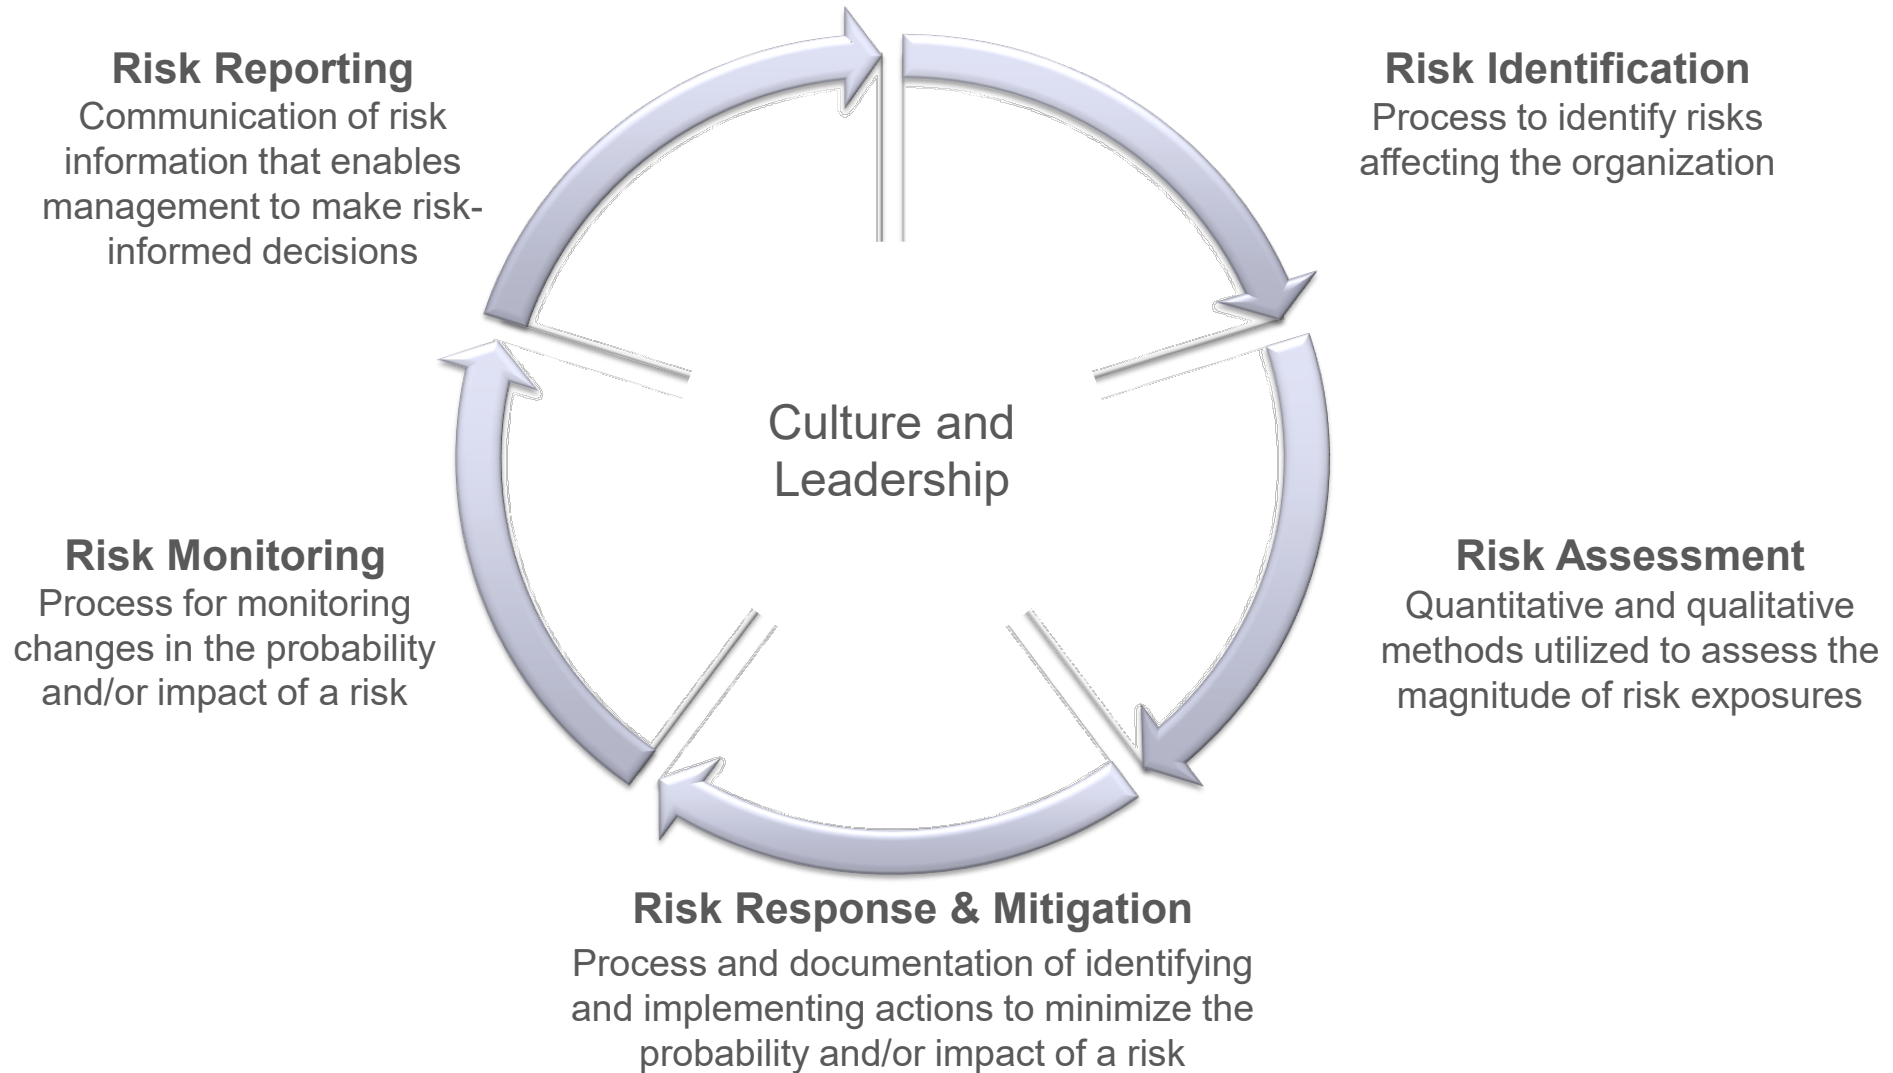 Risk Reporting
Communication of risk
information that enables
management to make risk-
informed decisions
Risk Identification
Process to identify risks
affecting the organization
Culture and
Leadership
Risk Monitoring
Process for monitoring
changes in the probability
and/or impact of a risk
Risk Assessment
Quantitative and qualitative
methods utilized to assess the
magnitude of risk exposures
Risk Response & Mitigation
Process and documentation of identifying
and implementing actions to minimize the
probability and/or impact of a risk